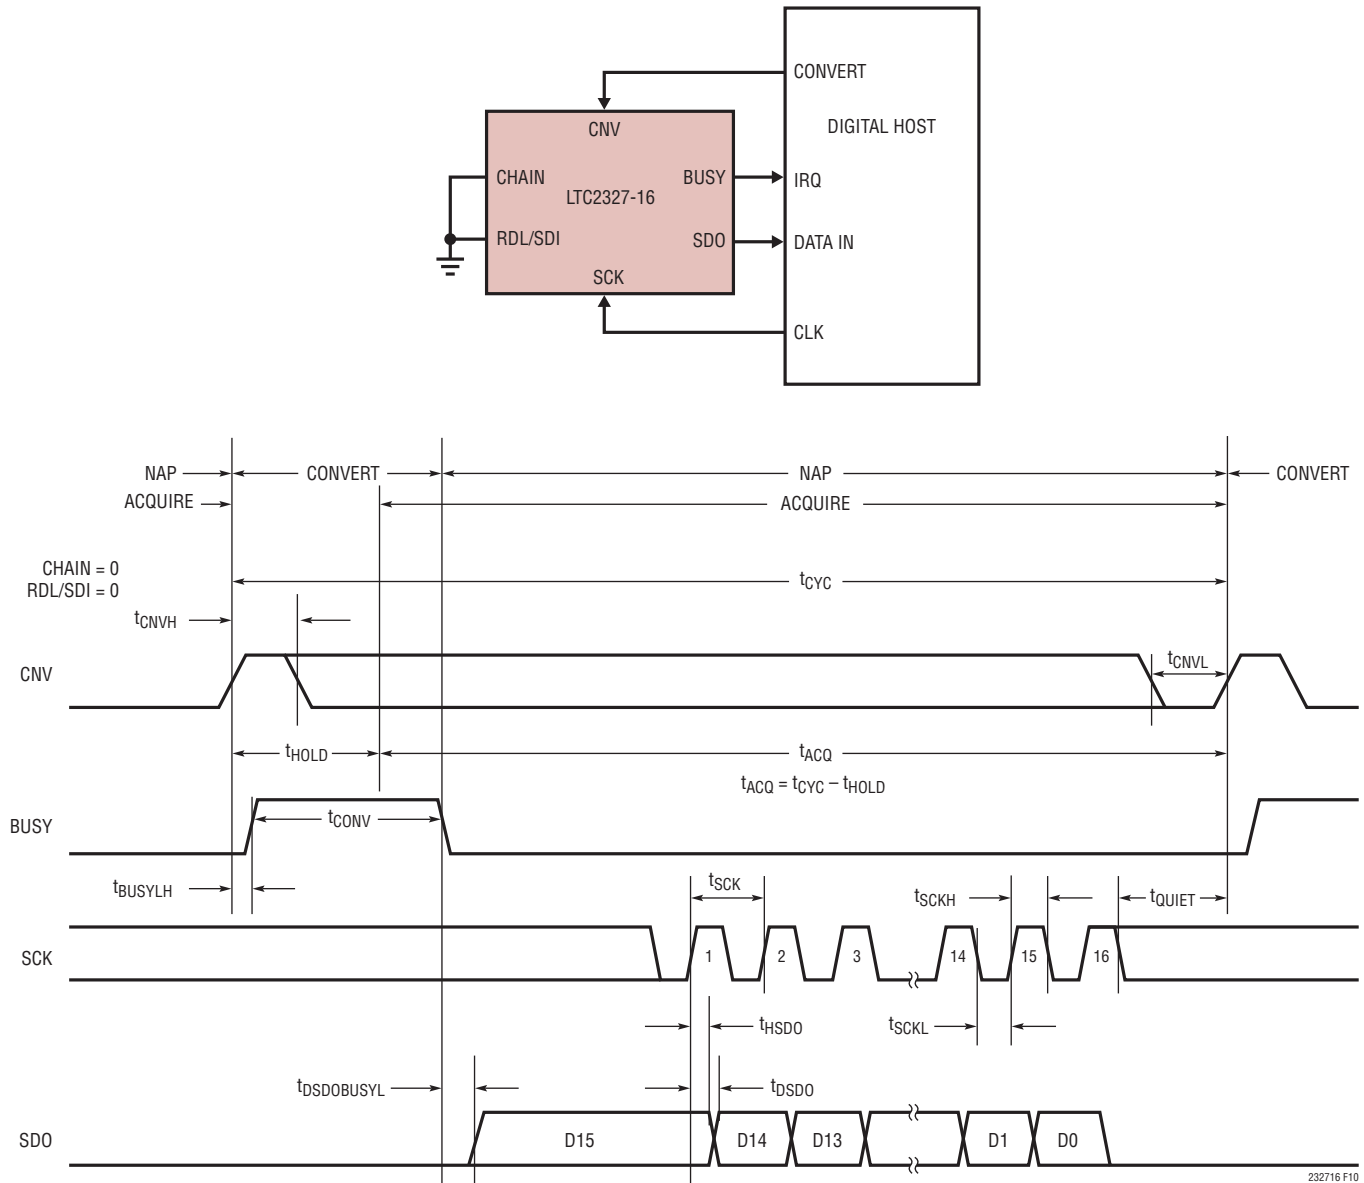 CONVERT
DIGITAL HOST
CNV
CHAIN
BUSY
IRQ
LTC2327-16
RDL/SDI
SDO
DATA IN
SCK
CLK
NAP
CONVERT
NAP
CONVERT
ACQUIRE
ACQUIRE
CHAIN = 0
RDL/SDI = 0
tCYC
tCNVH
CNV
tCNVL
tHOLD
tACQ
tACQ = tCYC – tHOLD
BUSY
tCONV
tBUSYLH
tSCK
tSCKH
tQUIET
SCK
1
2
3
14
15
16
tHSDO
tSCKL
tDSDOBUSYL
tDSDO
SDO
D15
D14
D13
D1
D0
232716 F10